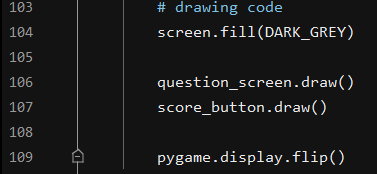 103 # drawing code
104 screen.fill(DARK_GREY)
105
106 question_screen.draw()
107 score_button.draw()
108
109 pygame.display.flip()